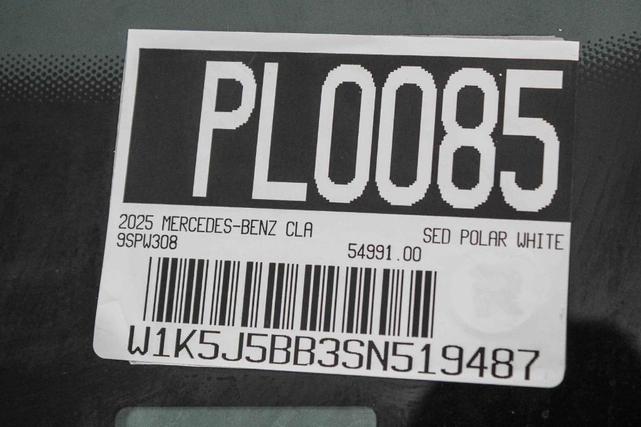 PL0085
2025 MERCEDES-BENZ CLA SED POLAR WHITE
9SPW308 54991.00
W1K5J5BB3SN519487